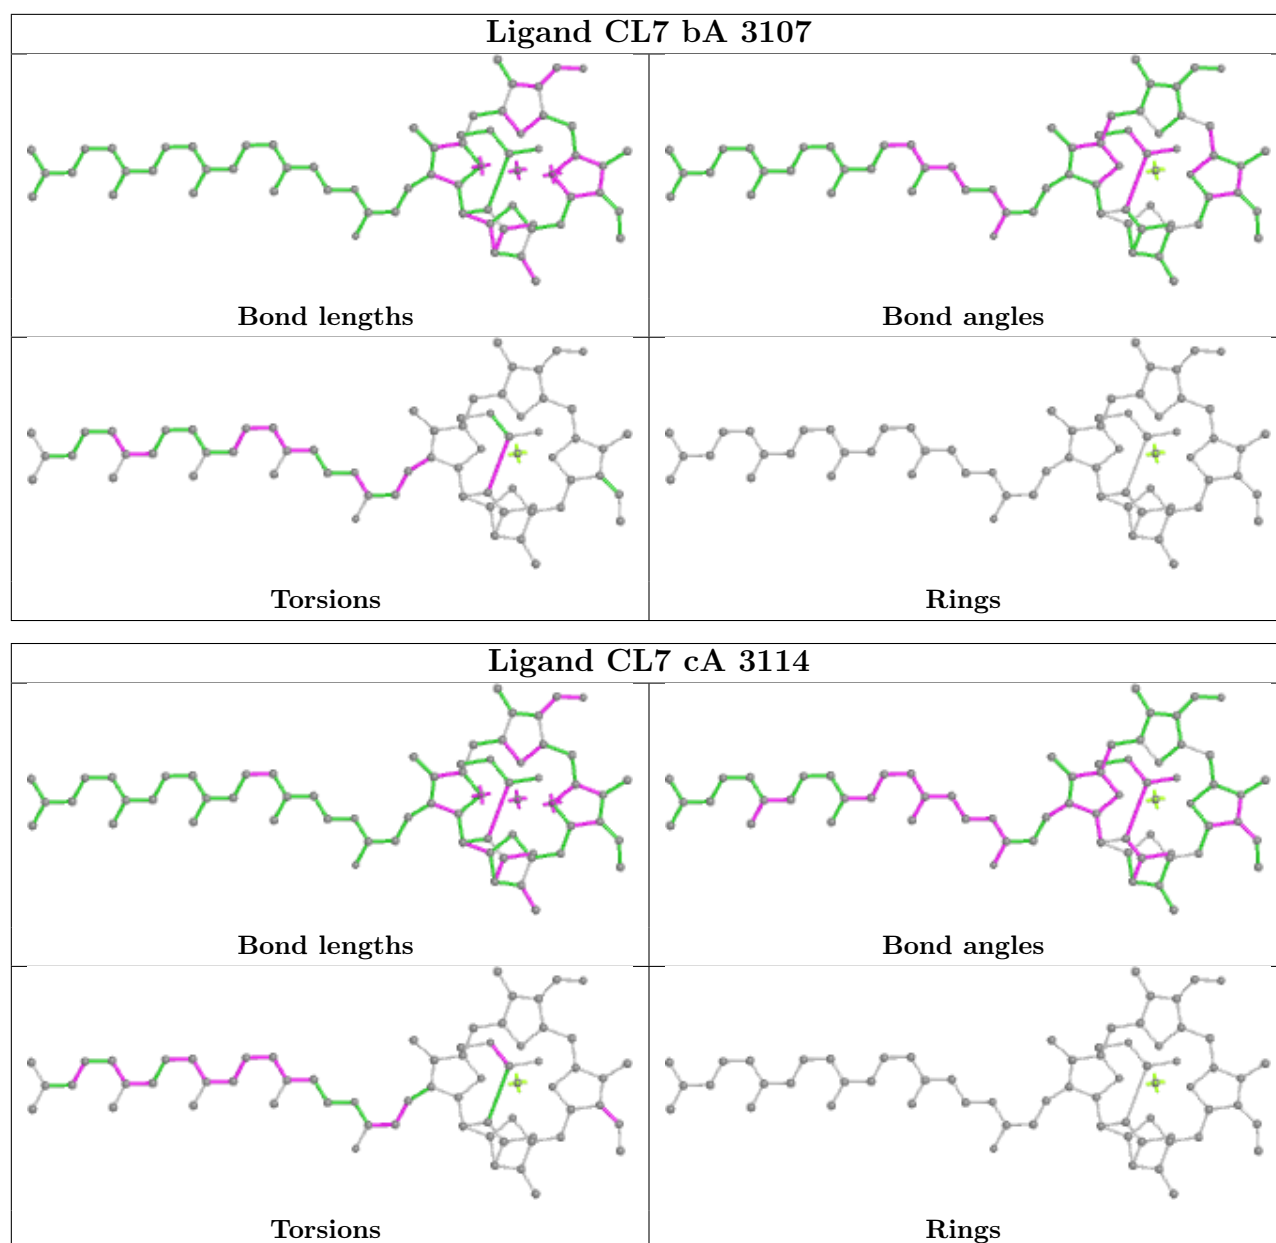 Ligand CL7 bA 3107
Bond lengths
Bond angles
Torsions
Rings
Ligand CL7 cA 3114
Bond lengths
Bond angles
Torsions
Rings